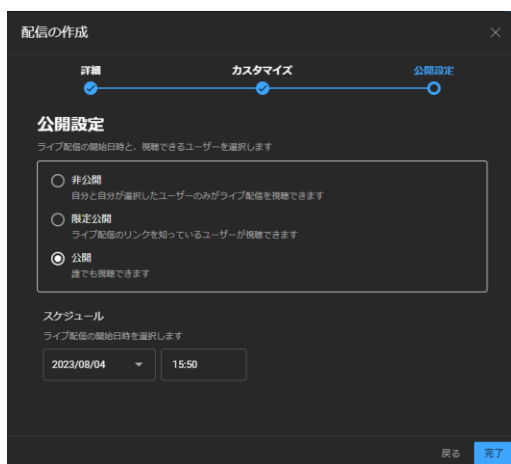 配信の作成
詳細
カスタマイズ
公開設定
公開設定
ライブ配信の開始日時と、視聴できるユーザーを選択します
非公開
自分と自分が選択したユーザーのみがライブ配信を視聴できます
限定公開
ライブ配信のリンクを知っているユーザーが視聴できます
公開
誰でも視聴できます
スケジュール
ライブ配信の開始日時を選択します
2023/08/04 15:50
戻る 完了